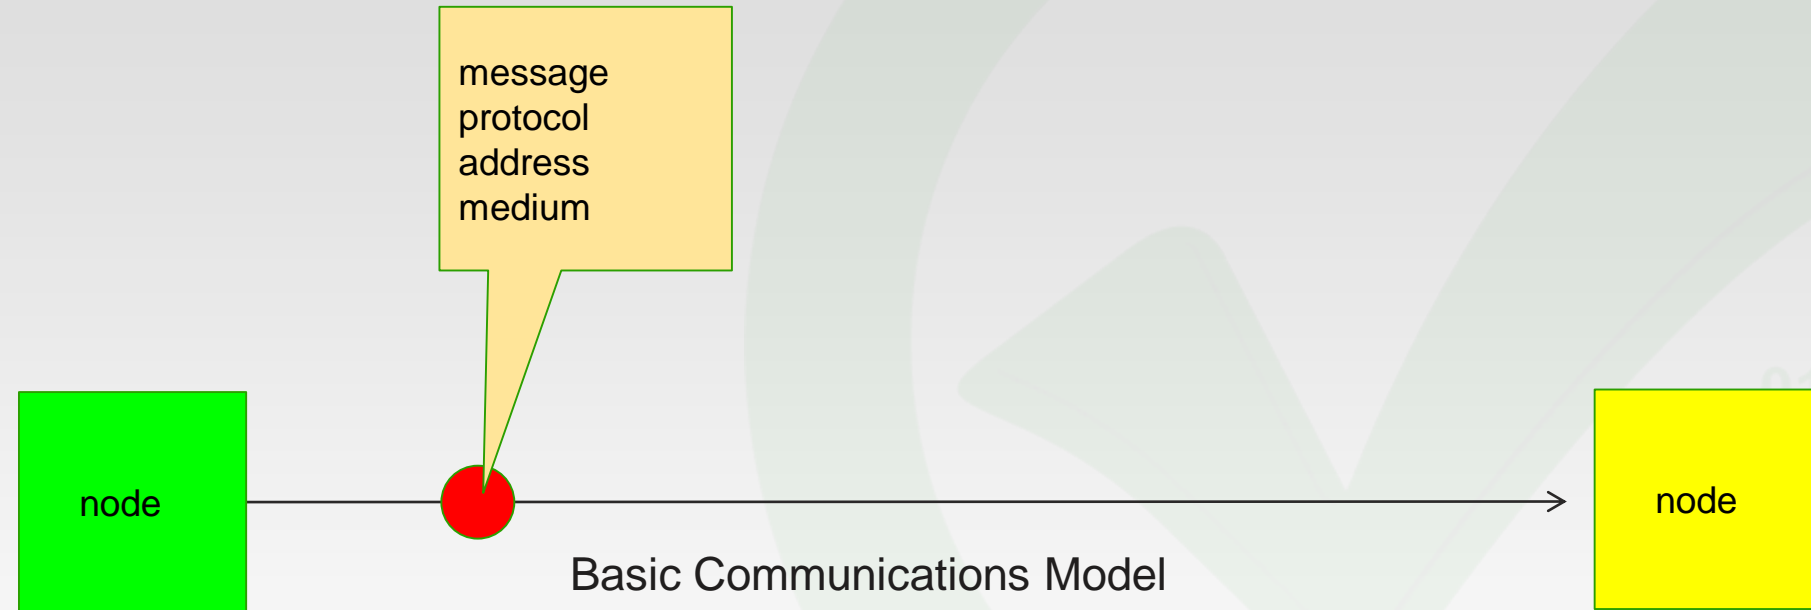 message
protocol
address
medium
node
node
Basic Communications Model